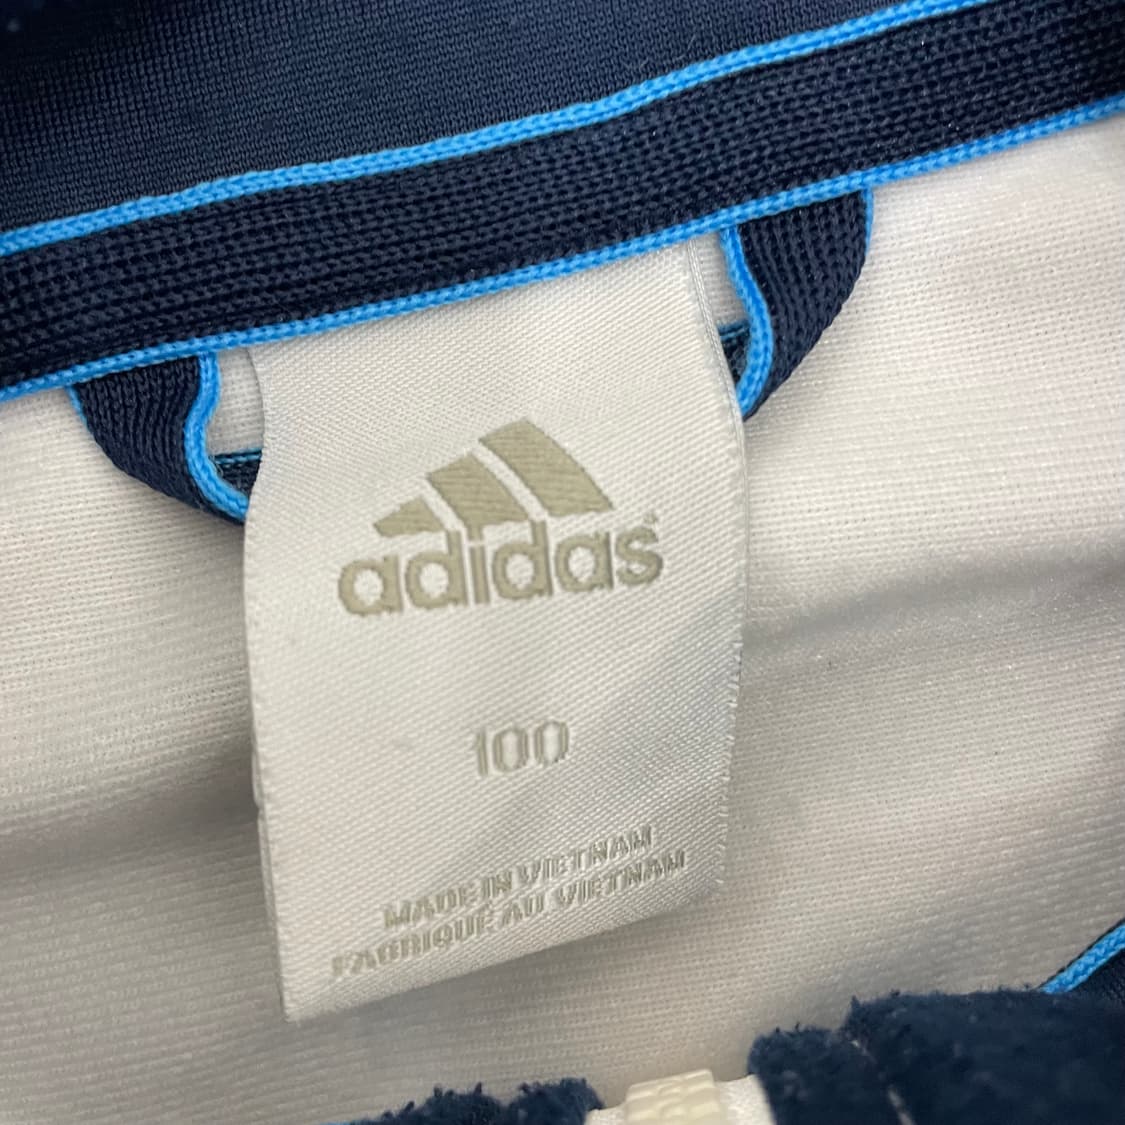 adidas
100
MADE IN VIETNAM
FABRIQUÉ AU VIETNAM